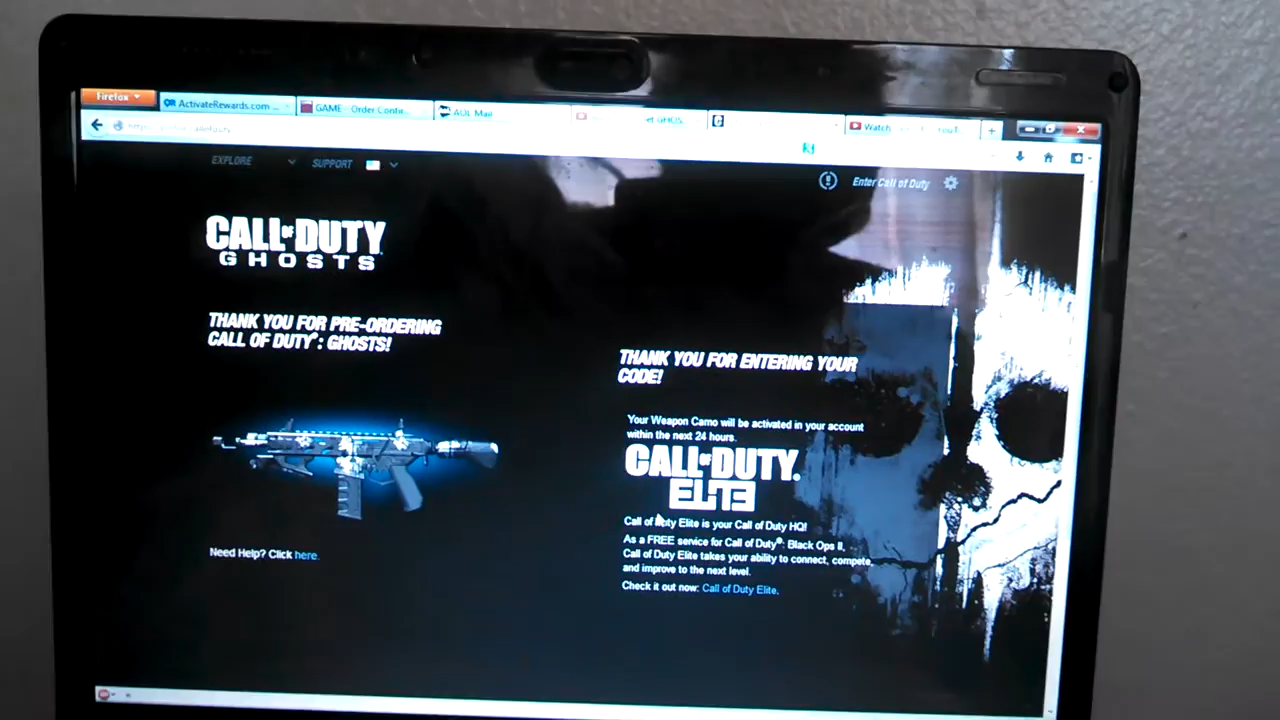 Firefox
ActivateRewards.com
GAME - Order Confir...
AOL Mail
Watch
EXPLORE
SUPPORT
Enter Call of Duty
CALL OF DUTY
GHOSTS
THANK YOU FOR PRE-ORDERING
CALL OF DUTY®: GHOSTS!
Need Help? Click here.
THANK YOU FOR ENTERING YOUR
CODE!
Your Weapon Camo will be activated in your account
within the next 24 hours.
CALL OF DUTY®
ELITE
Call of Duty Elite is your Call of Duty HQ!
As a FREE service for Call of Duty®: Black Ops II,
Call of Duty Elite takes your ability to connect, compete,
and improve to the next level.
Check it out now: Call of Duty Elite.